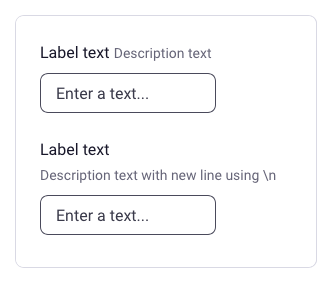 Label text Description text
Enter a text...
Label text
Description text with new line using \n
Enter a text...